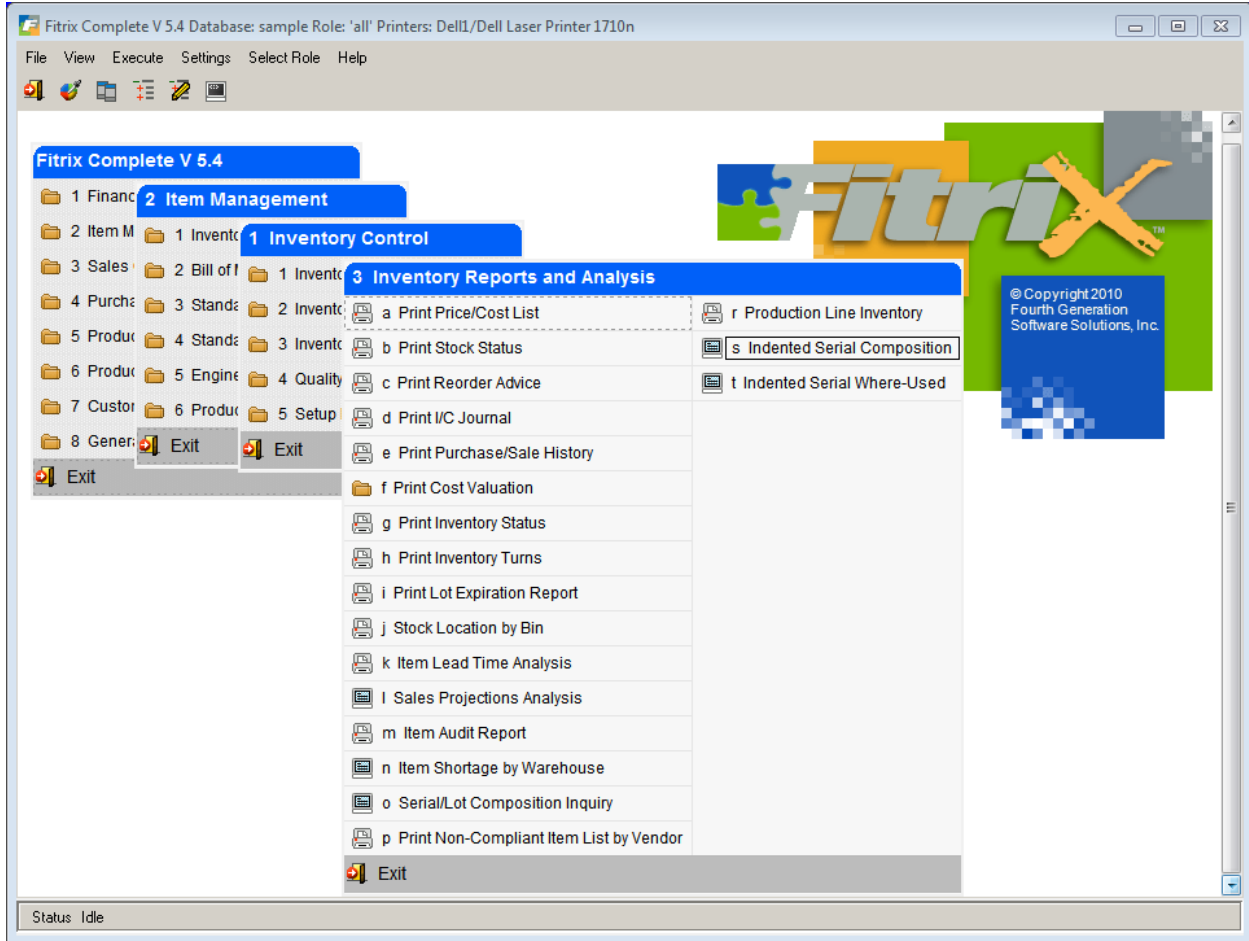 Fitrix Complete V 5.4 Database: sample Role: 'all' Printers: Dell1/Dell Laser Printer 1710n
File View Execute Settings Select Role Help
Fitrix Complete V 5.4
1 Financ
2 Item M
3 Sales
4 Purcha
5 Produc
6 Produc
7 Custor
8 Genera
Exit
2 Item Management
1 Invento
2 Bill of M
3 Standa
4 Standa
5 Engine
6 Produc
Exit
1 Inventory Control
1 Invento
2 Invento
3 Invento
4 Quality
5 Setup
Exit
3 Inventory Reports and Analysis
a Print Price/Cost List
b Print Stock Status
c Print Reorder Advice
d Print I/C Journal
e Print Purchase/Sale History
f Print Cost Valuation
g Print Inventory Status
h Print Inventory Turns
i Print Lot Expiration Report
j Stock Location by Bin
k Item Lead Time Analysis
l Sales Projections Analysis
m Item Audit Report
n Item Shortage by Warehouse
o Serial/Lot Composition Inquiry
p Print Non-Compliant Item List by Vendor
r Production Line Inventory
s Indented Serial Composition
t Indented Serial Where-Used
Exit
FitriX
TM
©Copyright 2010
Fourth Generation
Software Solutions, Inc.
Status Idle